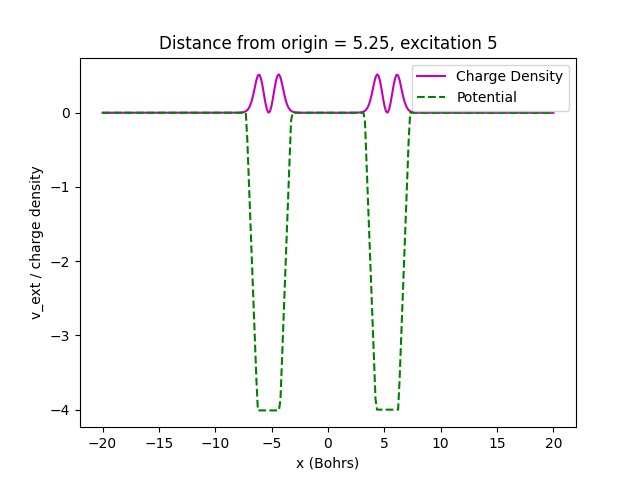 Distance from origin = 5.25, excitation 5
Charge Density
Potential
0
−1
−2
−3
−4
v_ext / charge density
−20
−15
−10
−5
0
5
10
15
20
x (Bohrs)